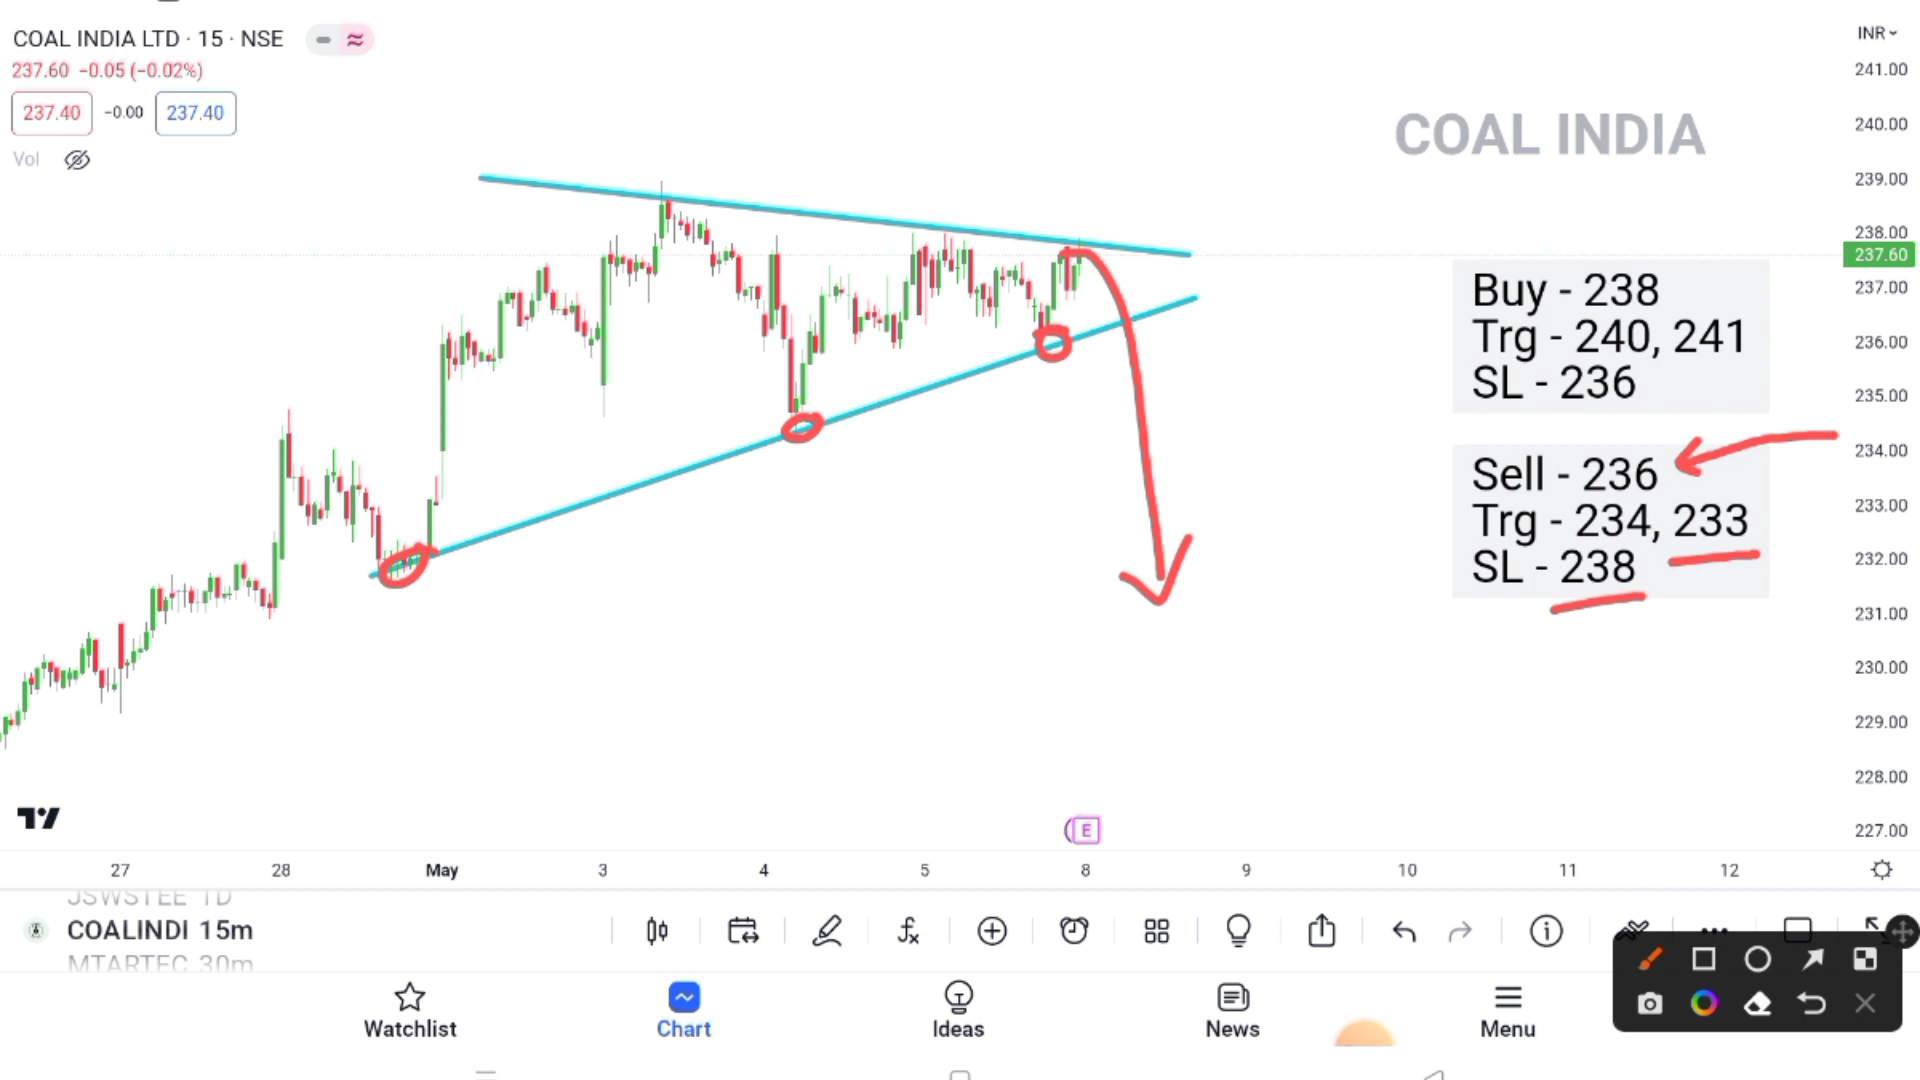 COAL INDIA LTD · 15 · NSE
INR
237.60 −0.05 (−0.02%)
237.40 −0.00 237.40
Vol
COAL INDIA
241.00
240.00
239.00
238.00
237.60
237.00
236.00
235.00
234.00
233.00
232.00
231.00
230.00
229.00
228.00
227.00
Buy - 238
Trg - 240, 241
SL - 236
Sell - 236
Trg - 234, 233
SL - 238
E
27 28 May 3 4 5 8 9 10 11 12
JSWSTEE 1D
COALINDI 15m
MTARTEC 30m
Watchlist Chart Ideas News Menu